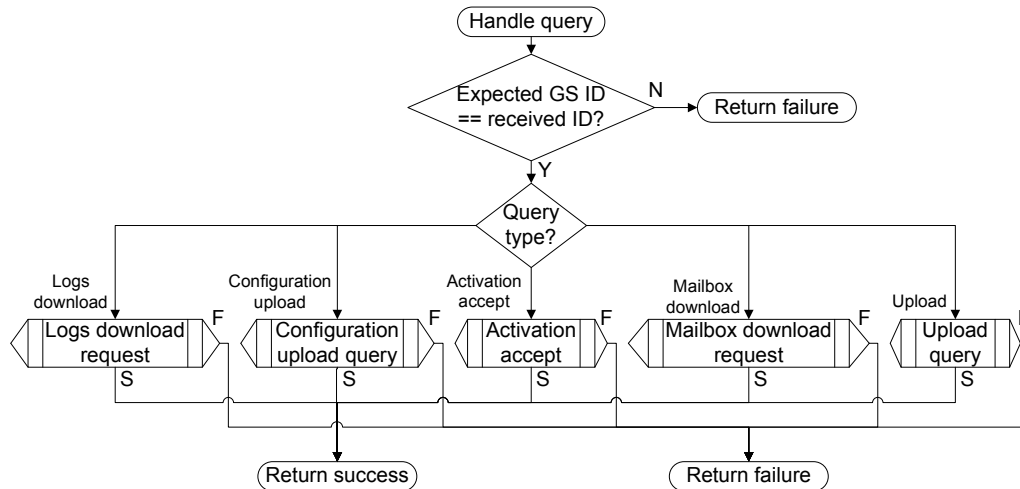 Handle query
Expected GS ID
== received ID?
N
Return failure
Y
Query
type?
Logs
download
Configuration
upload
Activation
accept
Mailbox
download
Upload
Logs download
request
F
Configuration
upload query
F
Activation
accept
F
Mailbox download
request
F
Upload
query
S
S
S
S
S
Return success
Return failure